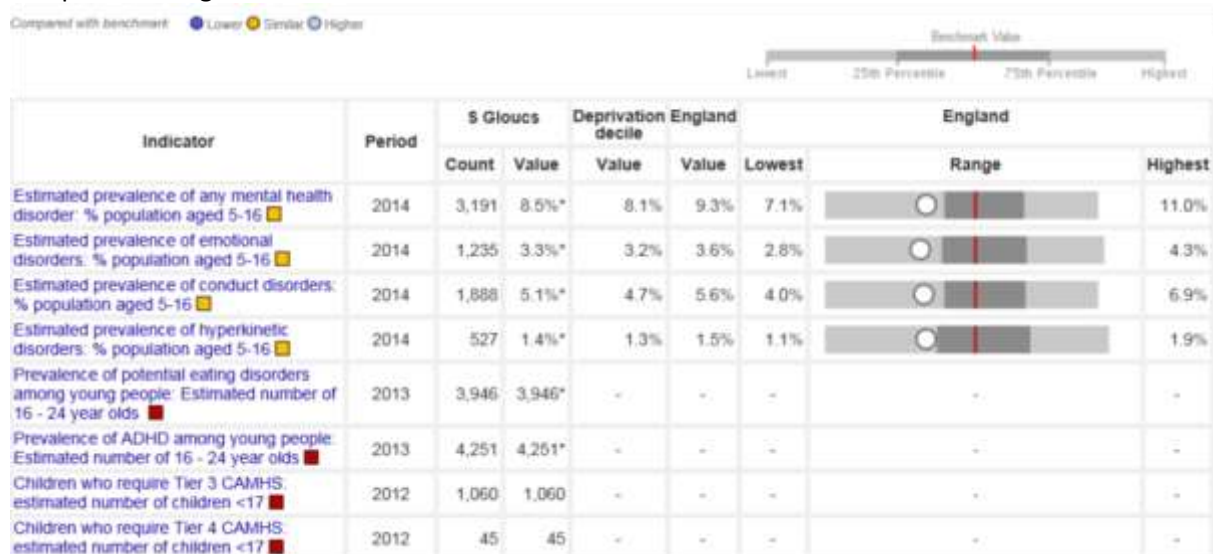 Compared with benchmark: Lower Similar Higher
Benchmark Value
Lowest 25th Percentile 75th Percentile Highest
Indicator Period S Gloucs Deprivation decile England England
Count Value Value Value Lowest Range Highest
Estimated prevalence of any mental health
disorder: % population aged 5-16 2014 3,191 8.5%* 8.1% 9.3% 7.1% 11.0%
Estimated prevalence of emotional
disorders: % population aged 5-16 2014 1,235 3.3%* 3.2% 3.6% 2.8% 4.3%
Estimated prevalence of conduct disorders:
% population aged 5-16 2014 1,888 5.1%* 4.7% 5.6% 4.0% 6.9%
Estimated prevalence of hyperkinetic
disorders: % population aged 5-16 2014 527 1.4%* 1.3% 1.5% 1.1% 1.9%
Prevalence of potential eating disorders
among young people: Estimated number of
16 - 24 year olds 2013 3,946 3,946* - - - - -
Prevalence of ADHD among young people:
Estimated number of 16 - 24 year olds 2013 4,251 4,251* - - - - -
Children who require Tier 3 CAMHS:
estimated number of children <17 2012 1,060 1,060 - - - - -
Children who require Tier 4 CAMHS:
estimated number of children <17 2012 45 45 - - - - -